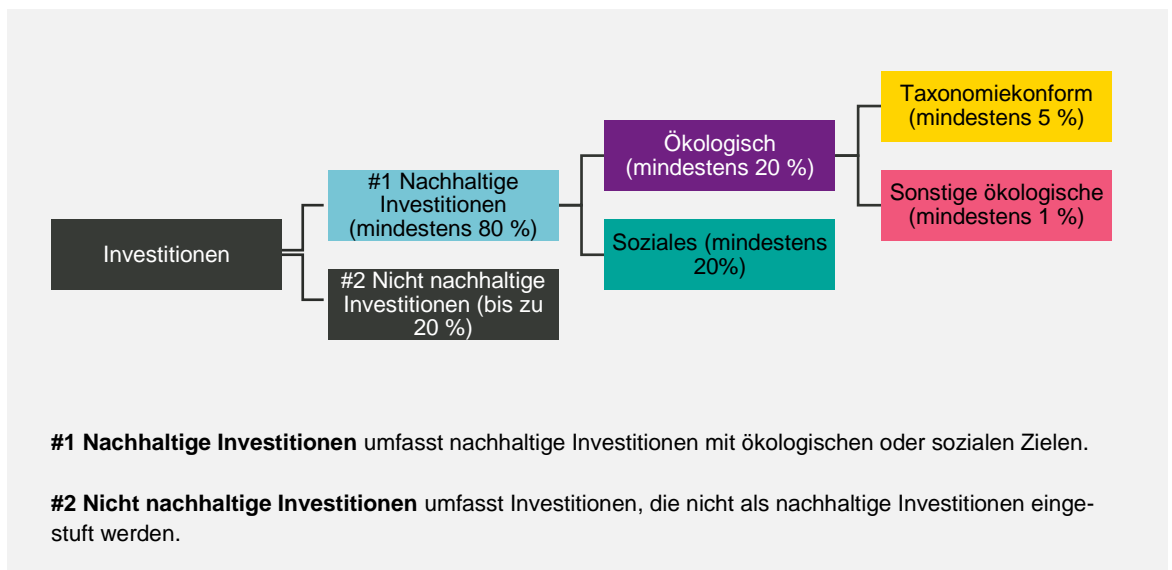 Investitionen
#1 Nachhaltige
Investitionen
(mindestens 80 %)
#2 Nicht nachhaltige
Investitionen (bis zu
20 %)
Ökologisch
(mindestens 20 %)
Soziales (mindestens
20%)
Taxonomiekonform
(mindestens 5 %)
Sonstige ökologische
(mindestens 1 %)
#1 Nachhaltige Investitionen umfasst nachhaltige Investitionen mit ökologischen oder sozialen Zielen.
#2 Nicht nachhaltige Investitionen umfasst Investitionen, die nicht als nachhaltige Investitionen einge-
stuft werden.